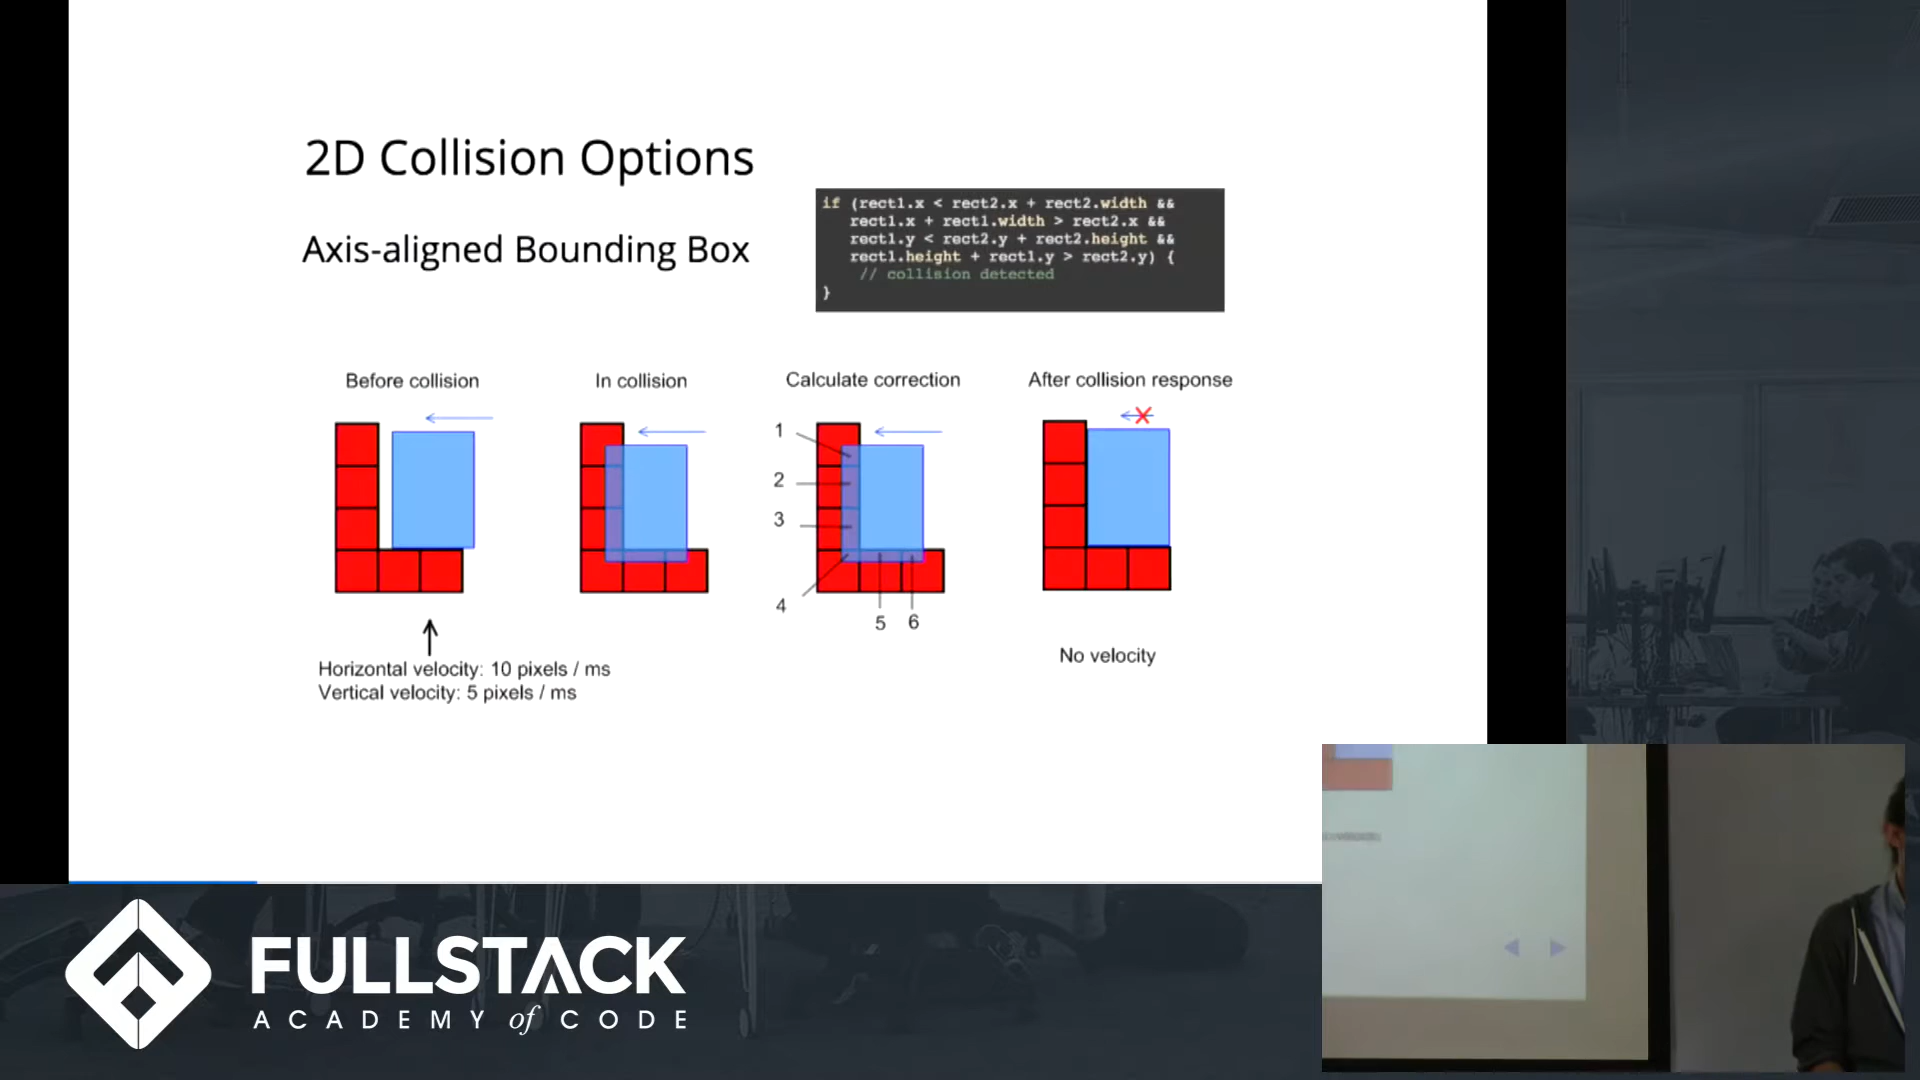 2D Collision Options
Axis-aligned Bounding Box
if (rect1.x < rect2.x + rect2.width &&
rect1.x + rect1.width > rect2.x &&
rect1.y < rect2.y + rect2.height &&
rect1.height + rect1.y > rect2.y) {
// collision detected
}
Before collision
In collision
Calculate correction
After collision response
1
2
3
4
5 6
Horizontal velocity: 10 pixels / ms
Vertical velocity: 5 pixels / ms
No velocity
FULLSTACK
ACADEMY of CODE